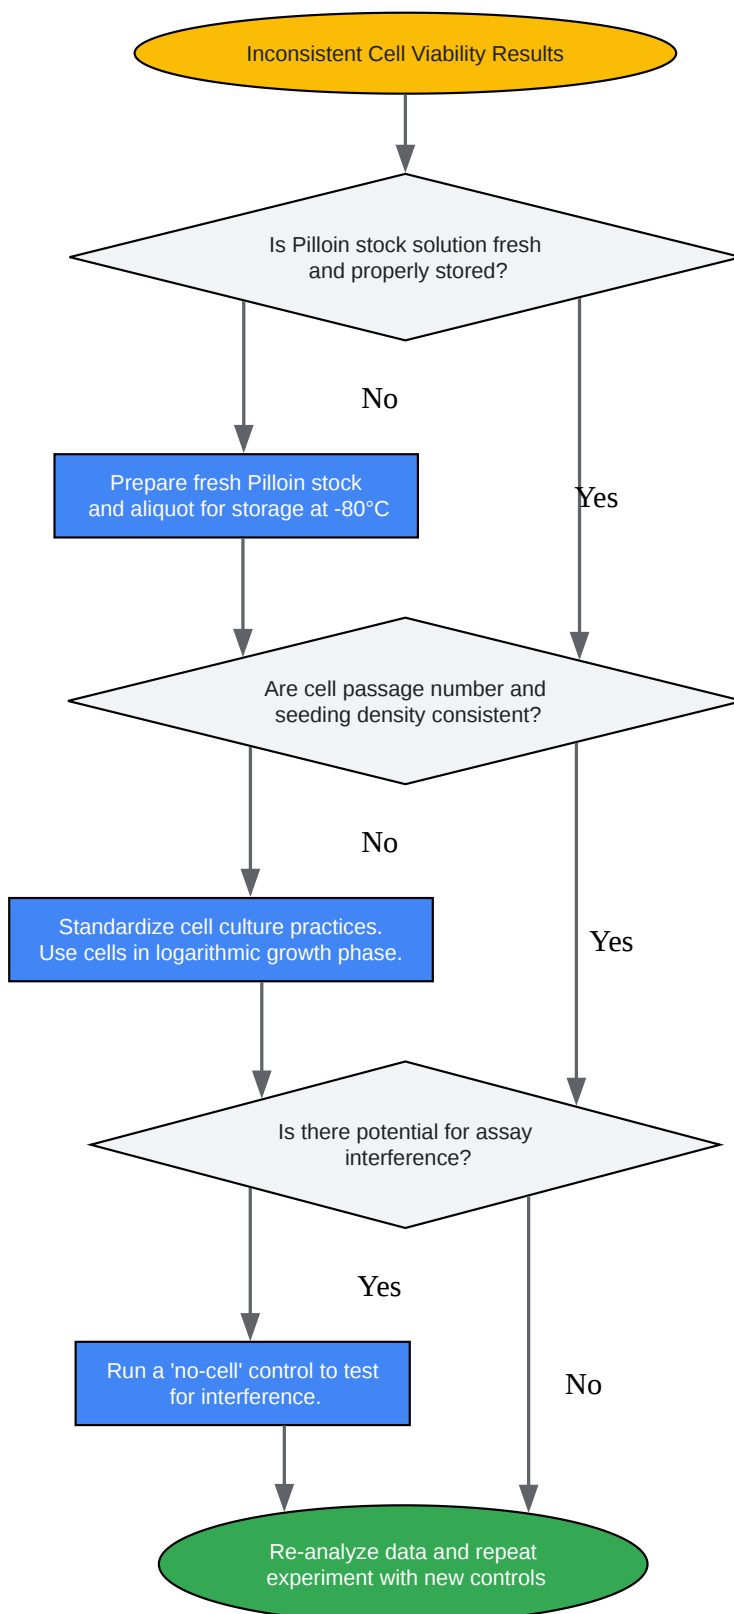 Inconsistent Cell Viability Results
Is Pilloin stock solution fresh
and properly stored?
No
Prepare fresh Pilloin stock
and aliquot for storage at -80°C
Yes
Are cell passage number and
seeding density consistent?
No
Standardize cell culture practices.
Use cells in logarithmic growth phase.
Yes
Is there potential for assay
interference?
Yes
Run a 'no-cell' control to test
for interference.
No
Re-analyze data and repeat
experiment with new controls